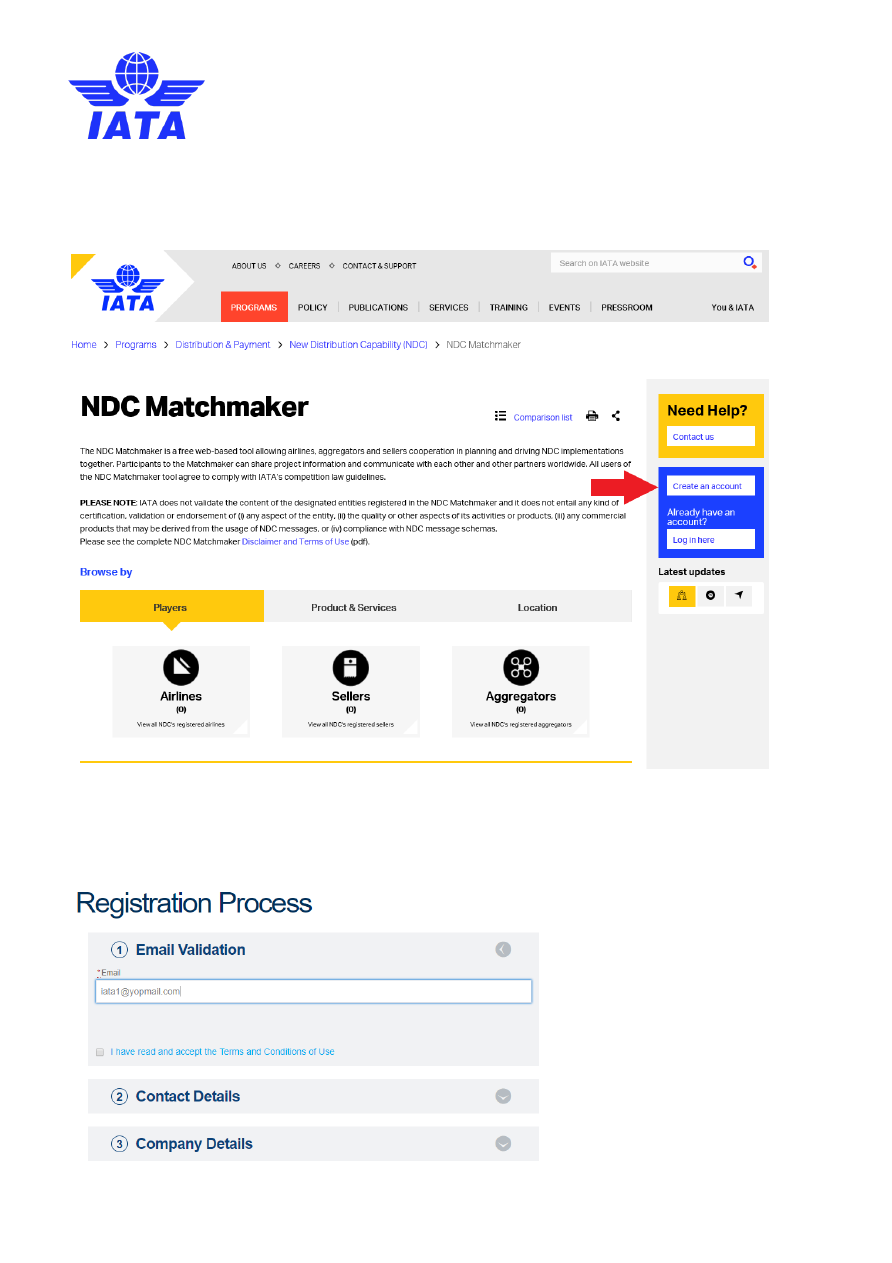 IATA
ABOUT US CAREERS CONTACT & SUPPORT
Search on IATA website
IATA
PROGRAMS POLICY PUBLICATIONS SERVICES TRAINING EVENTS PRESSROOM You & IATA
Home > Programs > Distribution & Payment > New Distribution Capability (NDC) > NDC Matchmaker
NDC Matchmaker
Comparison list
The NDC Matchmaker is a free web-based tool allowing airlines, aggregators and sellers cooperation in planning and driving NDC implementations
together. Participants to the Matchmaker can share project information and communicate with each other and other partners worldwide. All users of
the NDC Matchmaker tool agree to comply with IATA's competition law guidelines.
PLEASE NOTE: IATA does not validate the content of the designated entities registered in the NDC Matchmaker and it does not entail any kind of
certification, validation or endorsement of (i) any aspect of the entity, (ii) the quality or other aspects of its activities or products, (iii) any commercial
products that may be derived from the usage of NDC messages, or (iv) compliance with NDC message schemas.
Please see the complete NDC Matchmaker Disclaimer and Terms of Use (pdf).
Browse by
Players Product & Services Location
Airlines
(0)
View all NDC's registered airlines
Sellers
(0)
View all NDC's registered sellers
Aggregators
(0)
View all NDC's registered aggregators
Need Help?
Contact us
Create an account
Already have an
account?
Log in here
Latest updates
Registration Process
1 Email Validation
*Email
iata1@yopmail.com
I have read and accept the Terms and Conditions of Use
2 Contact Details
3 Company Details